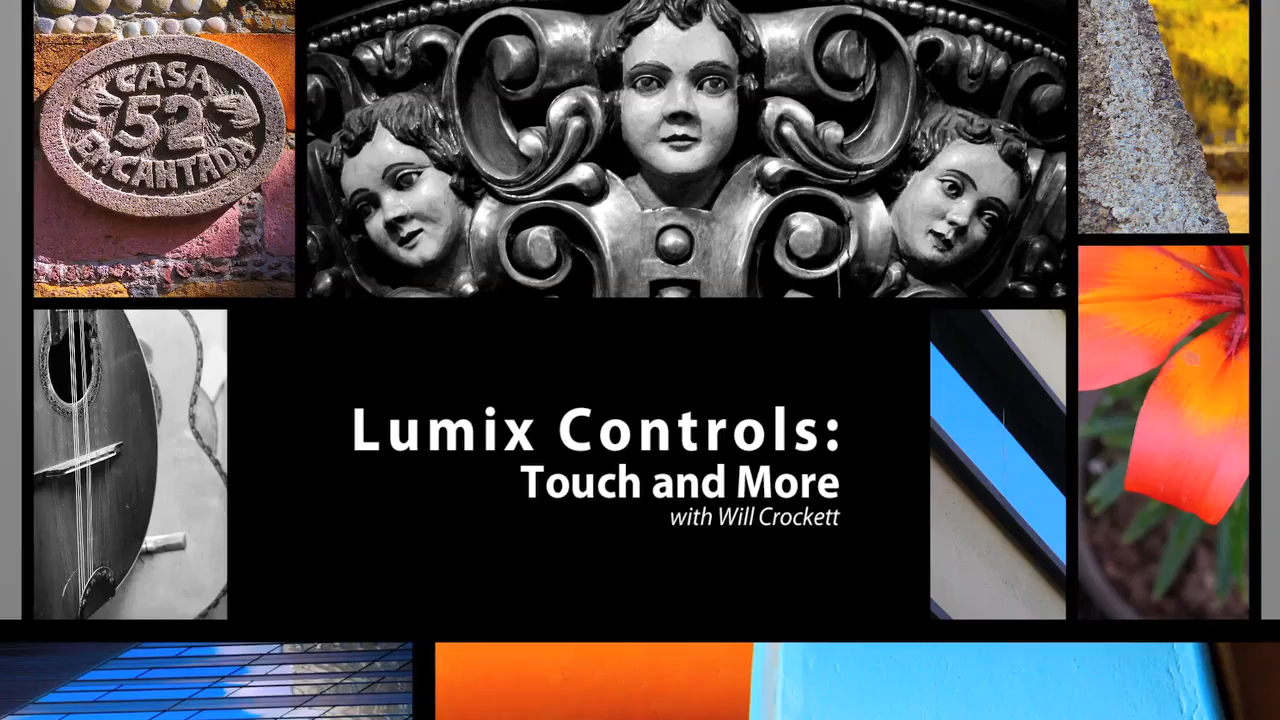 CASA
52
ENCANTADA
Lumix Controls:
Touch and More
with Will Crockett